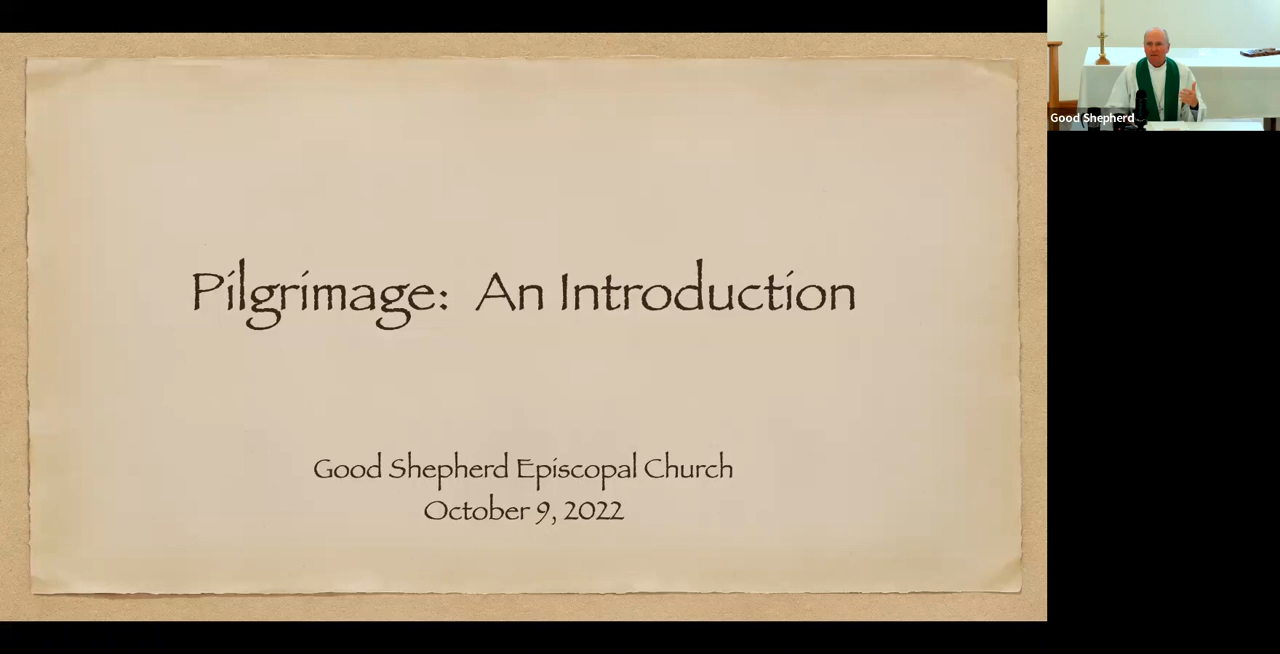 Pilgrimage: An Introduction
Good Shepherd Episcopal Church
October 9, 2022
Good Shepherd